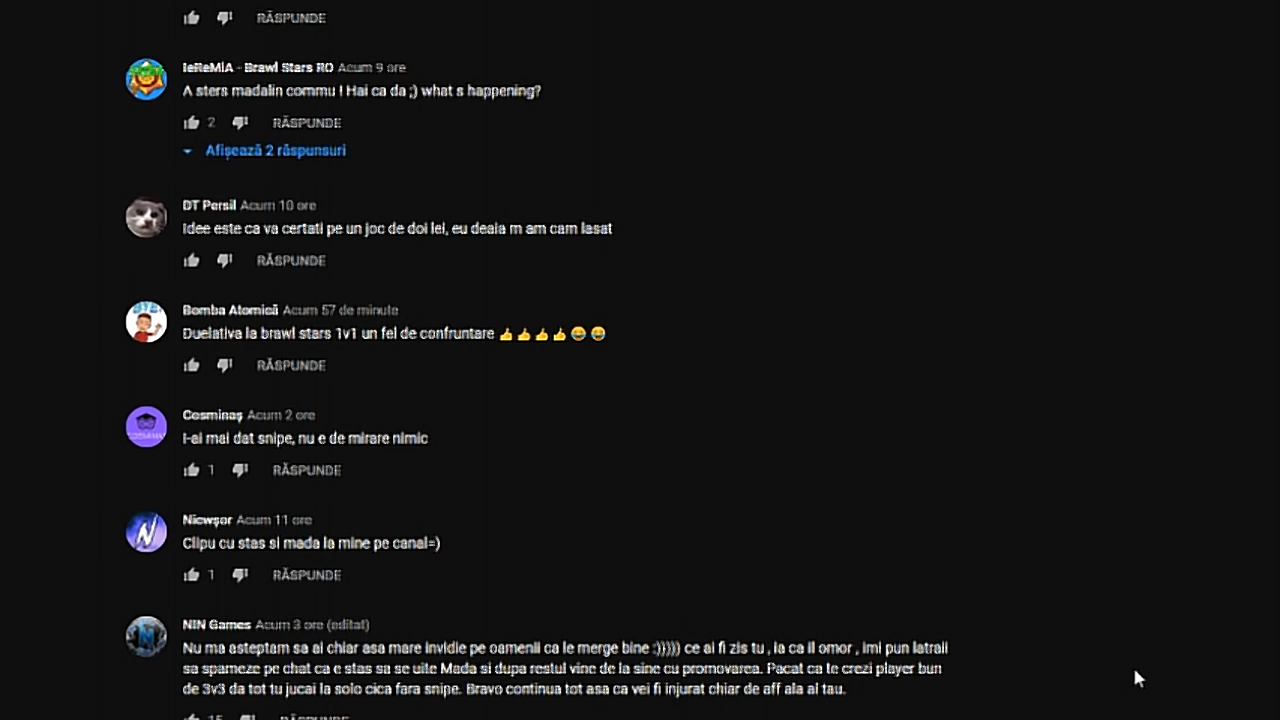 RĂSPUNDE
IeReMiA - Brawl Stars RO Acum 9 ore
A sters madalin commu ! Hai ca da ;) what s happening?
2 RĂSPUNDE
Afișează 2 răspunsuri
DT Persil Acum 10 ore
Idee este ca va certati pe un joc de doi lei, eu deaia m am cam lasat
RĂSPUNDE
Bomba Atomică Acum 57 de minute
Duelativa la brawl stars 1v1 un fel de confruntare 👍👍👍👍😂😂
RĂSPUNDE
Cosminaș Acum 2 ore
I-ai mai dat snipe, nu e de mirare nimic
1 RĂSPUNDE
Nicwșor Acum 11 ore
Clipu cu stas si mada la mine pe canal=)
1 RĂSPUNDE
NIN Games Acum 3 ore (editat)
Nu ma asteptam sa ai chiar asa mare invidie pe oamenii ca le merge bine :))))) ce ai fi zis tu , ia ca il omor , imi pun latraii
sa spameze pe chat ca e stas sa se uite Mada si dupa restul vine de la sine cu promovarea. Pacat ca te crezi player bun
de 3v3 da tot tu jucai la solo cica fara snipe. Bravo continua tot asa ca vei fi injurat chiar de aff ala al tau.
15 RĂSPUNDE